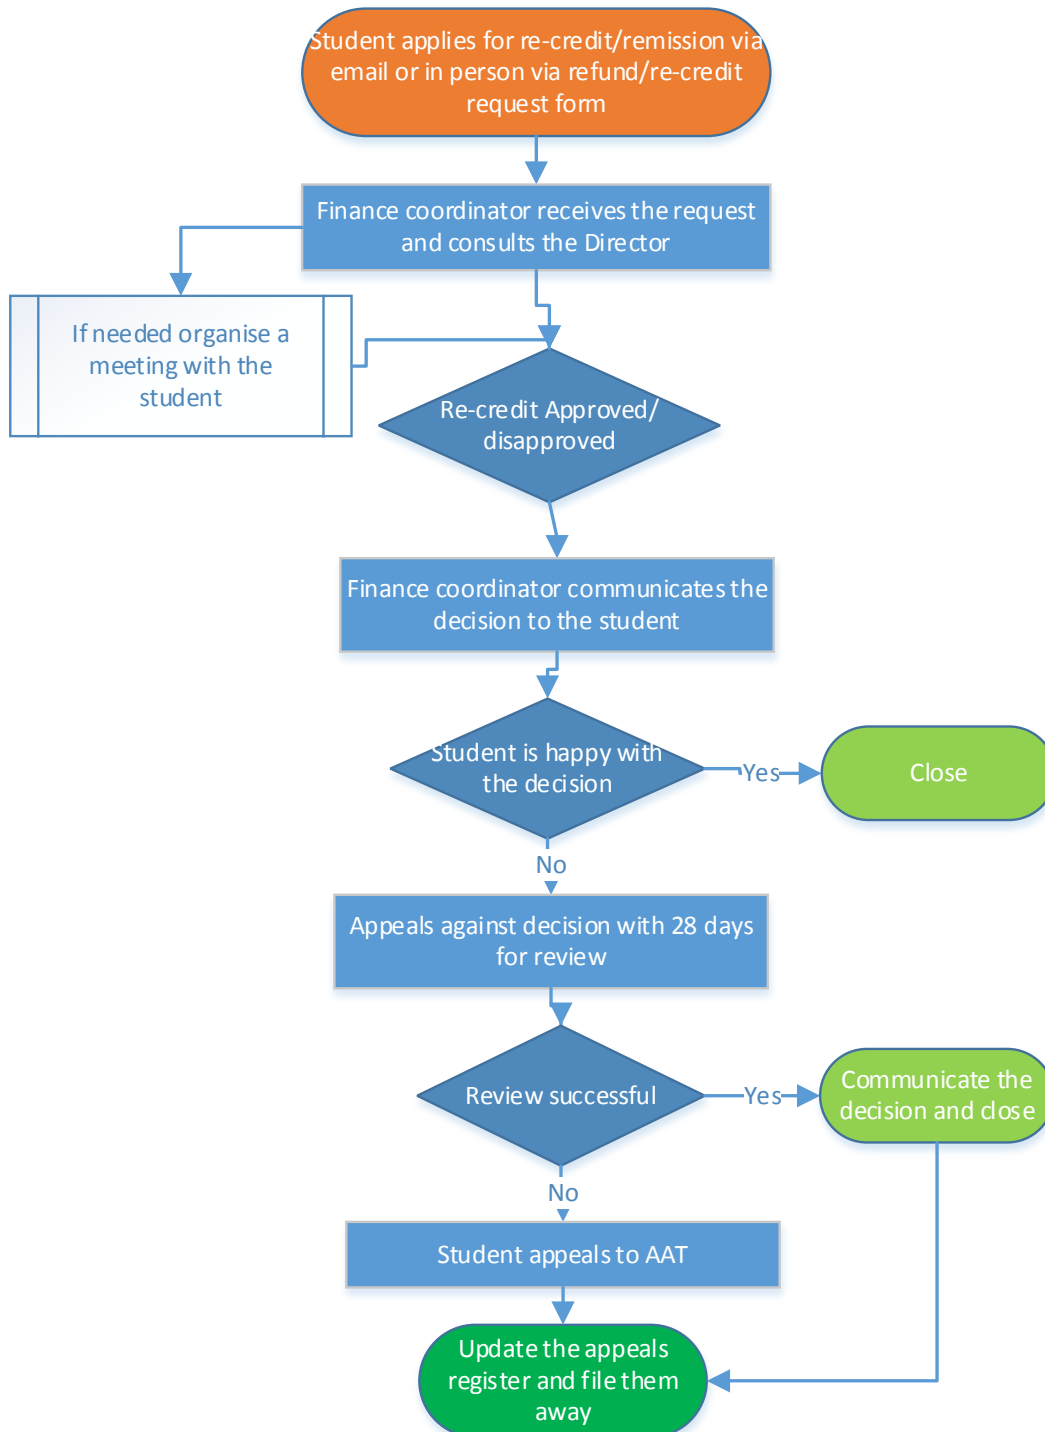 Student applies for re-credit/remission via
email or in person via refund/re-credit
request form
Finance coordinator receives the request
and consults the Director
If needed organise a
meeting with the
student
Re-credit Approved/
disapproved
Finance coordinator communicates the
decision to the student
Student is happy with
the decision
Yes
Close
No
Appeals against decision with 28 days
for review
Review successful
Yes
Communicate the
decision and close
No
Student appeals to AAT
Update the appeals
register and file them
away